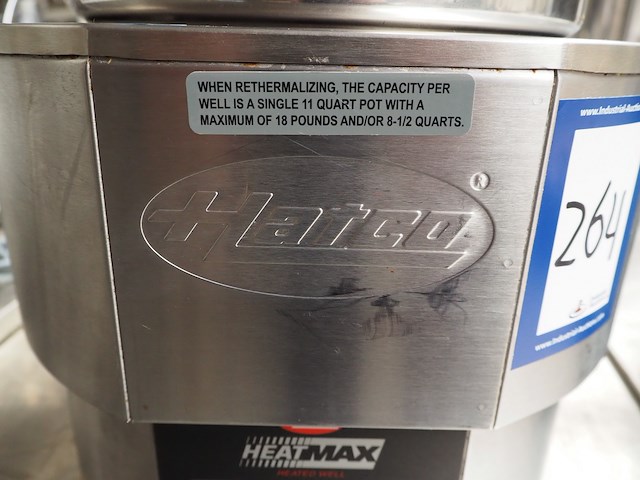 WHEN RETHERMALIZING, THE CAPACITY PER
WELL IS A SINGLE 11 QUART POT WITH A
MAXIMUM OF 18 POUNDS AND/OR 8-1/2 QUARTS.
Hatco
®
264
HEATMAX
HEATED WELL